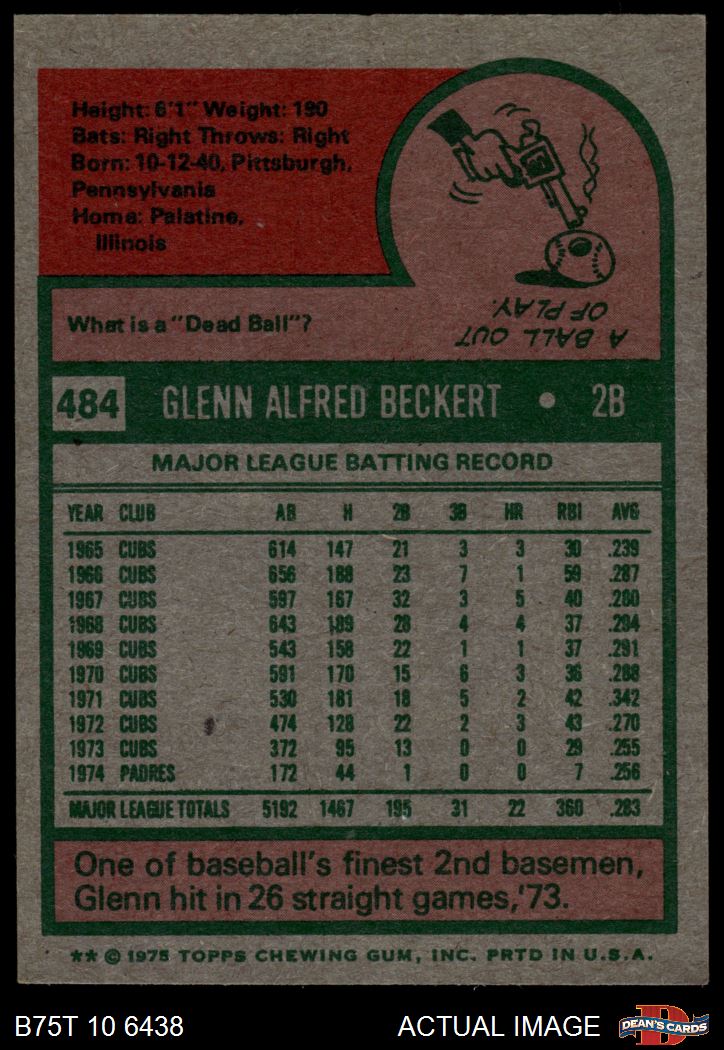 Height: 6'1" Weight: 190
Bats: Right Throws: Right
Born: 10-12-40, Pittsburgh,
Pennsylvania
Home: Palatine,
Illinois
What is a "Dead Ball"?
A BALL OUT
OF PLAY.
484 GLENN ALFRED BECKERT • 2B
MAJOR LEAGUE BATTING RECORD
YEAR CLUB AB H 2B 3B HR RBI AVG
1965 CUBS 614 147 21 3 3 30 .239
1966 CUBS 656 188 23 7 1 59 .287
1967 CUBS 597 167 32 3 5 40 .280
1968 CUBS 643 189 28 4 4 37 .294
1969 CUBS 543 158 22 1 1 37 .291
1970 CUBS 591 170 15 6 3 36 .288
1971 CUBS 530 181 18 5 2 42 .342
1972 CUBS 474 128 22 2 3 43 .270
1973 CUBS 372 95 13 0 0 29 .255
1974 PADRES 172 44 1 0 0 7 .256
MAJOR LEAGUE TOTALS 5192 1467 195 31 22 360 .283
One of baseball's finest 2nd basemen,
Glenn hit in 26 straight games,'73.
** © 1975 TOPPS CHEWING GUM, INC. PRTD IN U.S.A.
B75T 10 6438 ACTUAL IMAGE D DEAN'S CARDS